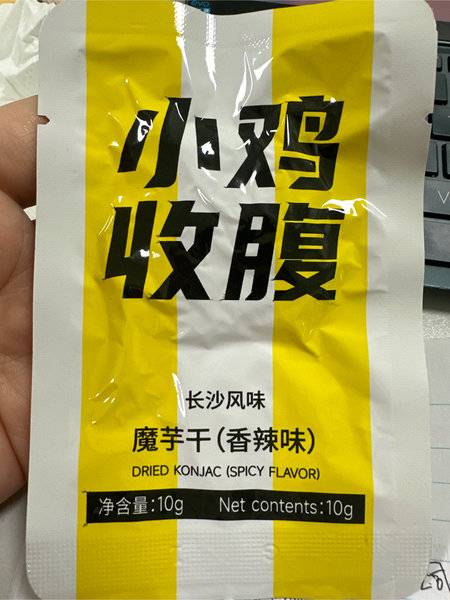 小鸡
收腹
长沙风味
魔芋干(香辣味)
DRIED KONJAC (SPICY FLAVOR)
净含量:10g Net contents:10g